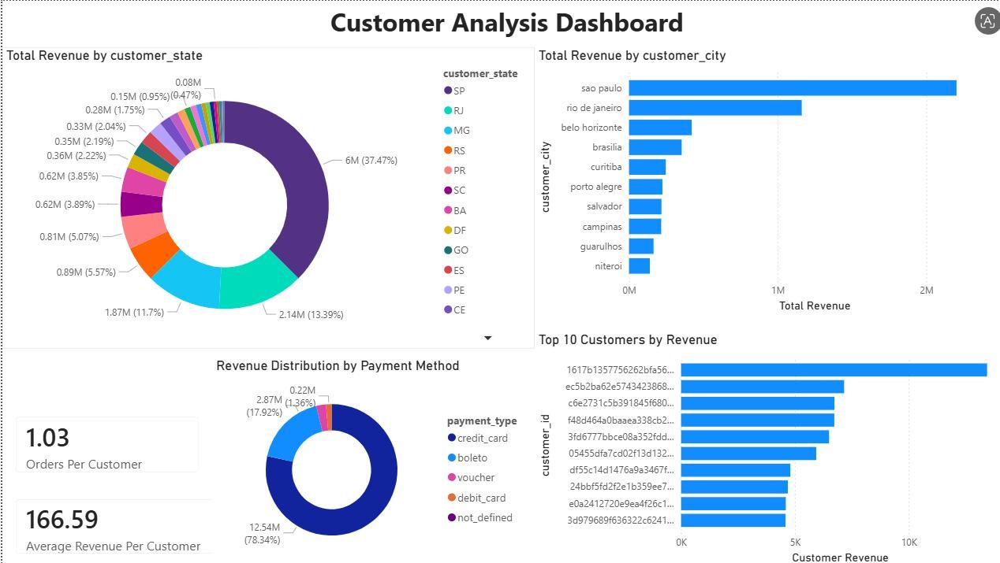 Customer Analysis Dashboard
Total Revenue by customer_state
0.08M
(0.47%)
0.15M (0.95%)
0.28M (1.75%)
0.33M (2.04%)
0.35M (2.19%)
0.36M (2.22%)
0.62M (3.85%)
0.62M (3.89%)
0.81M (5.07%)
0.89M (5.57%)
1.87M (11.7%)
2.14M (13.39%)
6M (37.47%)
customer_state
SP
RJ
MG
RS
PR
SC
BA
DF
GO
ES
PE
CE
Total Revenue by customer_city
customer_city
sao paulo
rio de janeiro
belo horizonte
brasilia
curitiba
porto alegre
salvador
campinas
guarulhos
niteroi
0M 1M 2M
Total Revenue
1.03
Orders Per Customer
166.59
Average Revenue Per Customer
Revenue Distribution by Payment Method
0.22M
(1.36%)
2.87M
(17.92%)
12.54M
(78.34%)
payment_type
credit_card
boleto
voucher
debit_card
not_defined
Top 10 Customers by Revenue
customer_id
1617b1357756262bfa56...
ec5b2ba62e5743423868...
c6e2731c5b391845f680...
f48d464a0baaea338cb2...
3fd6777bbce08a352fdd...
05455dfa7cd02f13d132...
df55c14d1476a9a3467f...
24bbf5fd2f2e1b359ee7...
e0a2412720e9ea4f26c1...
3d979689f636322c6241...
0K 5K 10K
Customer Revenue